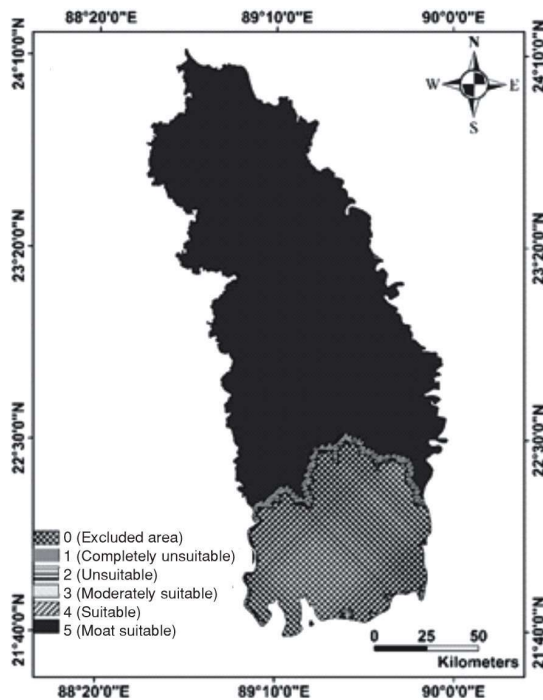 88°20'0"E 89°10'0"E 90°0'0"E
24°10'0"N 24°10'0"N
N
W E
S
23°20'0"N 23°20'0"N
22°30'0"N 22°30'0"N
0 (Excluded area)
1 (Completely unsuitable)
2 (Unsuitable)
3 (Moderately suitable)
4 (Suitable)
5 (Moat suitable)
21°40'0"N 21°40'0"N
0 25 50
Kilometers
88°20'0"E 89°10'0"E 90°0'0"E